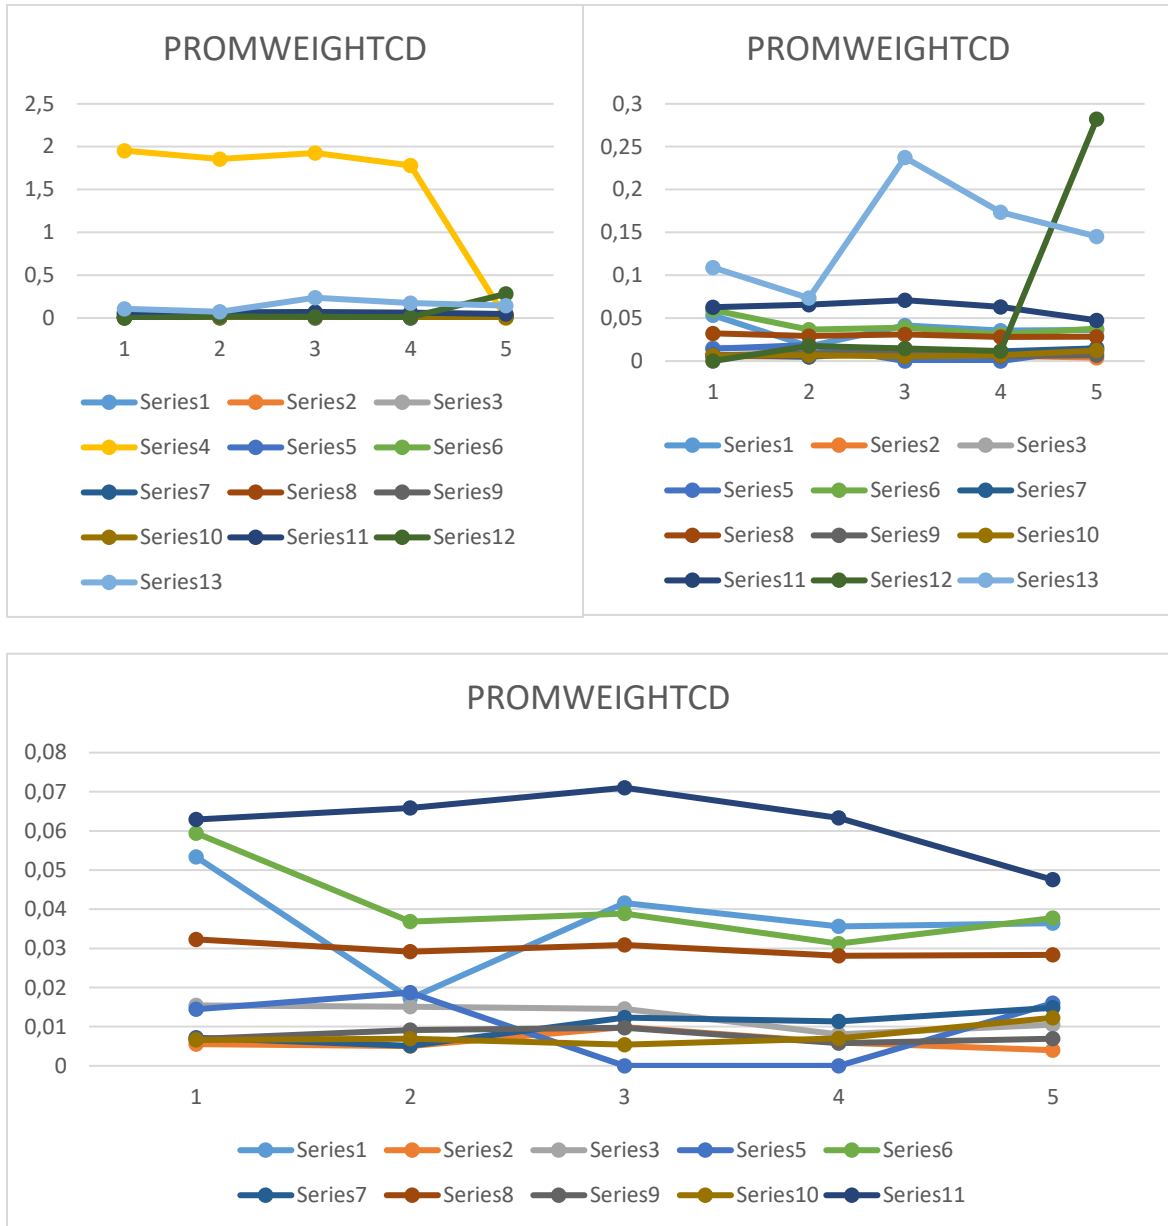 PROMWEIGHTCD
2,5
2
1,5
1
0,5
0
1 2 3 4 5
Series1 Series2 Series3
Series4 Series5 Series6
Series7 Series8 Series9
Series10 Series11 Series12
Series13
PROMWEIGHTCD
0,3
0,25
0,2
0,15
0,1
0,05
0
1 2 3 4 5
Series1 Series2 Series3
Series5 Series6 Series7
Series8 Series9 Series10
Series11 Series12 Series13
PROMWEIGHTCD
0,08
0,07
0,06
0,05
0,04
0,03
0,02
0,01
0
1 2 3 4 5
Series1 Series2 Series3 Series5 Series6
Series7 Series8 Series9 Series10 Series11